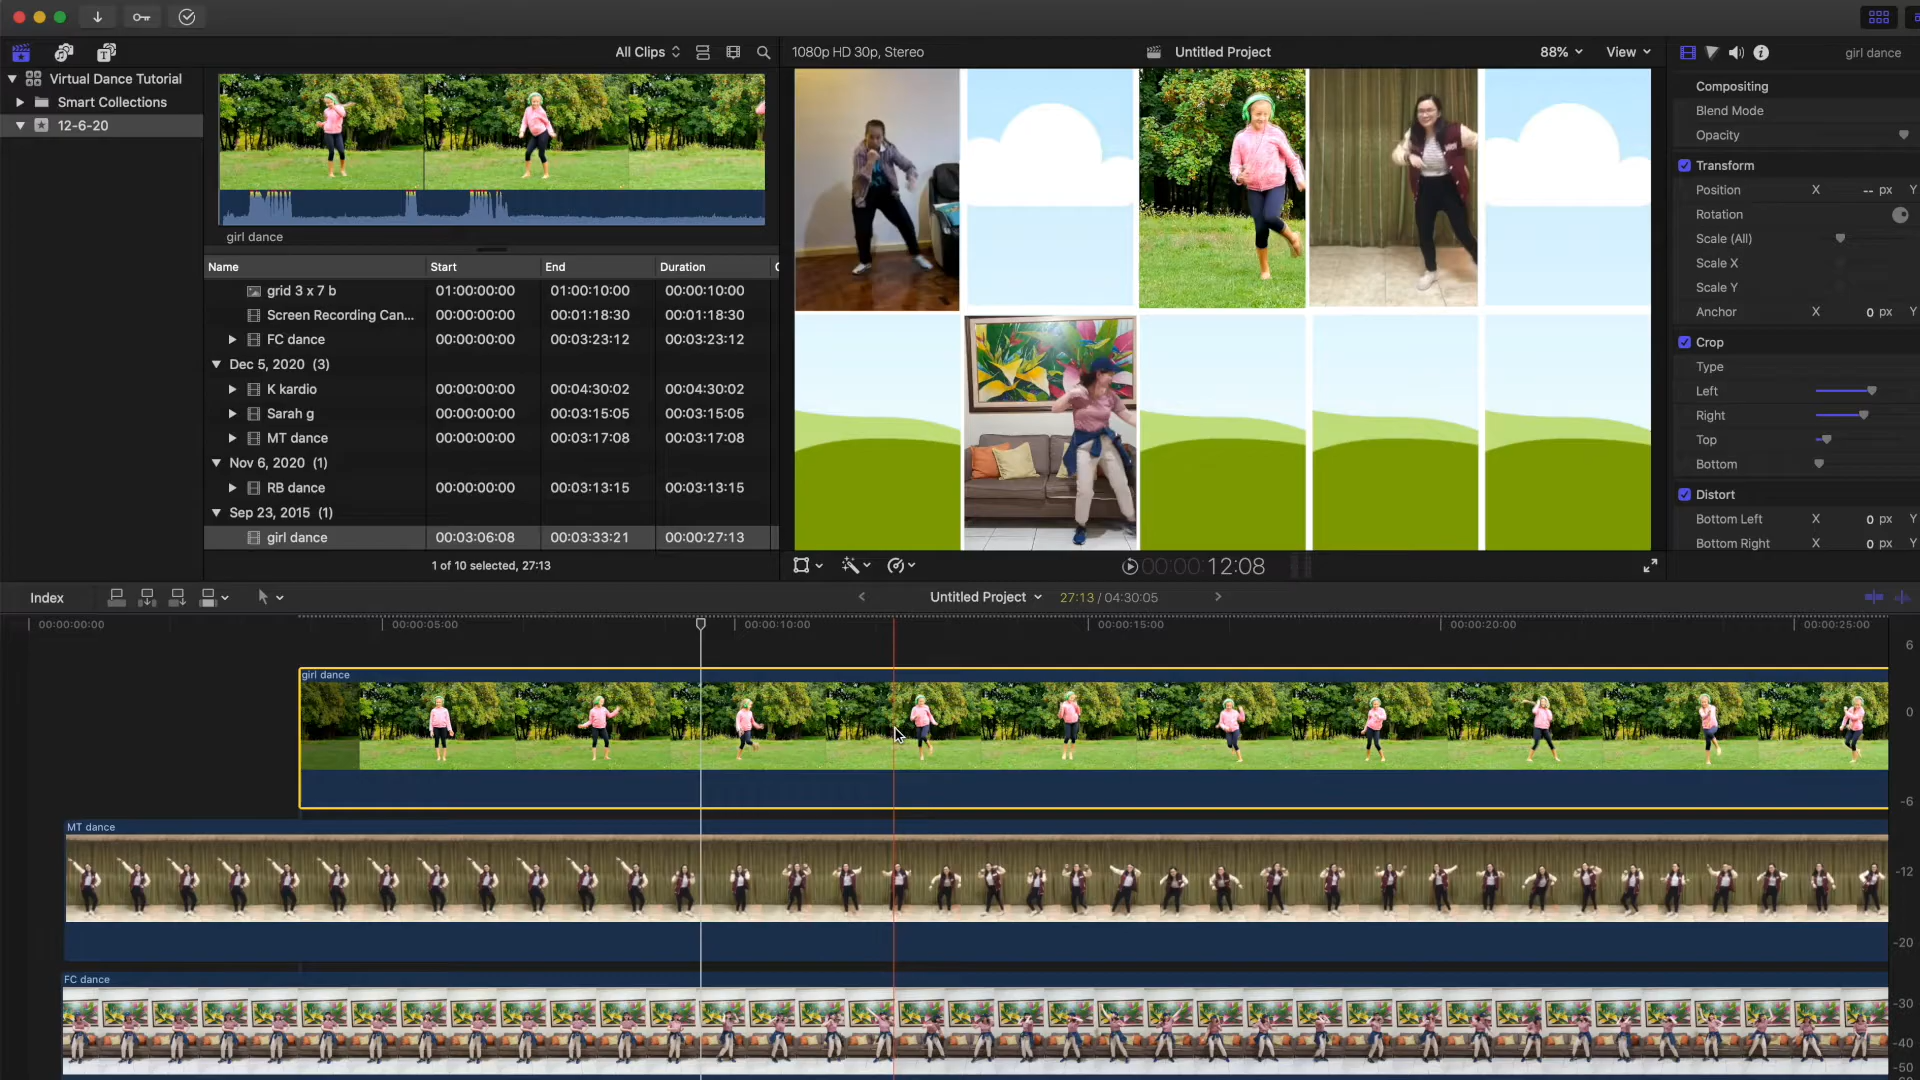 All Clips
1080p HD 30p, Stereo
Untitled Project
88%
View
girl dance
Virtual Dance Tutorial
Smart Collections
12-6-20
girl dance
Name Start End Duration
grid 3 x 7 b 01:00:00:00 01:00:10:00 00:00:10:00
Screen Recording Can... 00:00:00:00 00:01:18:30 00:01:18:30
FC dance 00:00:00:00 00:03:23:12 00:03:23:12
Dec 5, 2020 (3)
K kardio 00:00:00:00 00:04:30:02 00:04:30:02
Sarah g 00:00:00:00 00:03:15:05 00:03:15:05
MT dance 00:00:00:00 00:03:17:08 00:03:17:08
Nov 6, 2020 (1)
RB dance 00:00:00:00 00:03:13:15 00:03:13:15
Sep 23, 2015 (1)
girl dance 00:03:06:08 00:03:33:21 00:00:27:13
1 of 10 selected, 27:13
00:00:12:08
Compositing
Blend Mode
Opacity
Transform
Position X -- px Y
Rotation
Scale (All)
Scale X
Scale Y
Anchor X 0 px Y
Crop
Type
Left
Right
Top
Bottom
Distort
Bottom Left X 0 px Y
Bottom Right X 0 px Y
Index
Untitled Project
27:13 / 04:30:05
00:00:00:00 00:00:05:00 00:00:10:00 00:00:15:00 00:00:20:00 00:00:25:00
girl dance
MT dance
FC dance
6
0
-6
-12
-20
-30
-40
-50